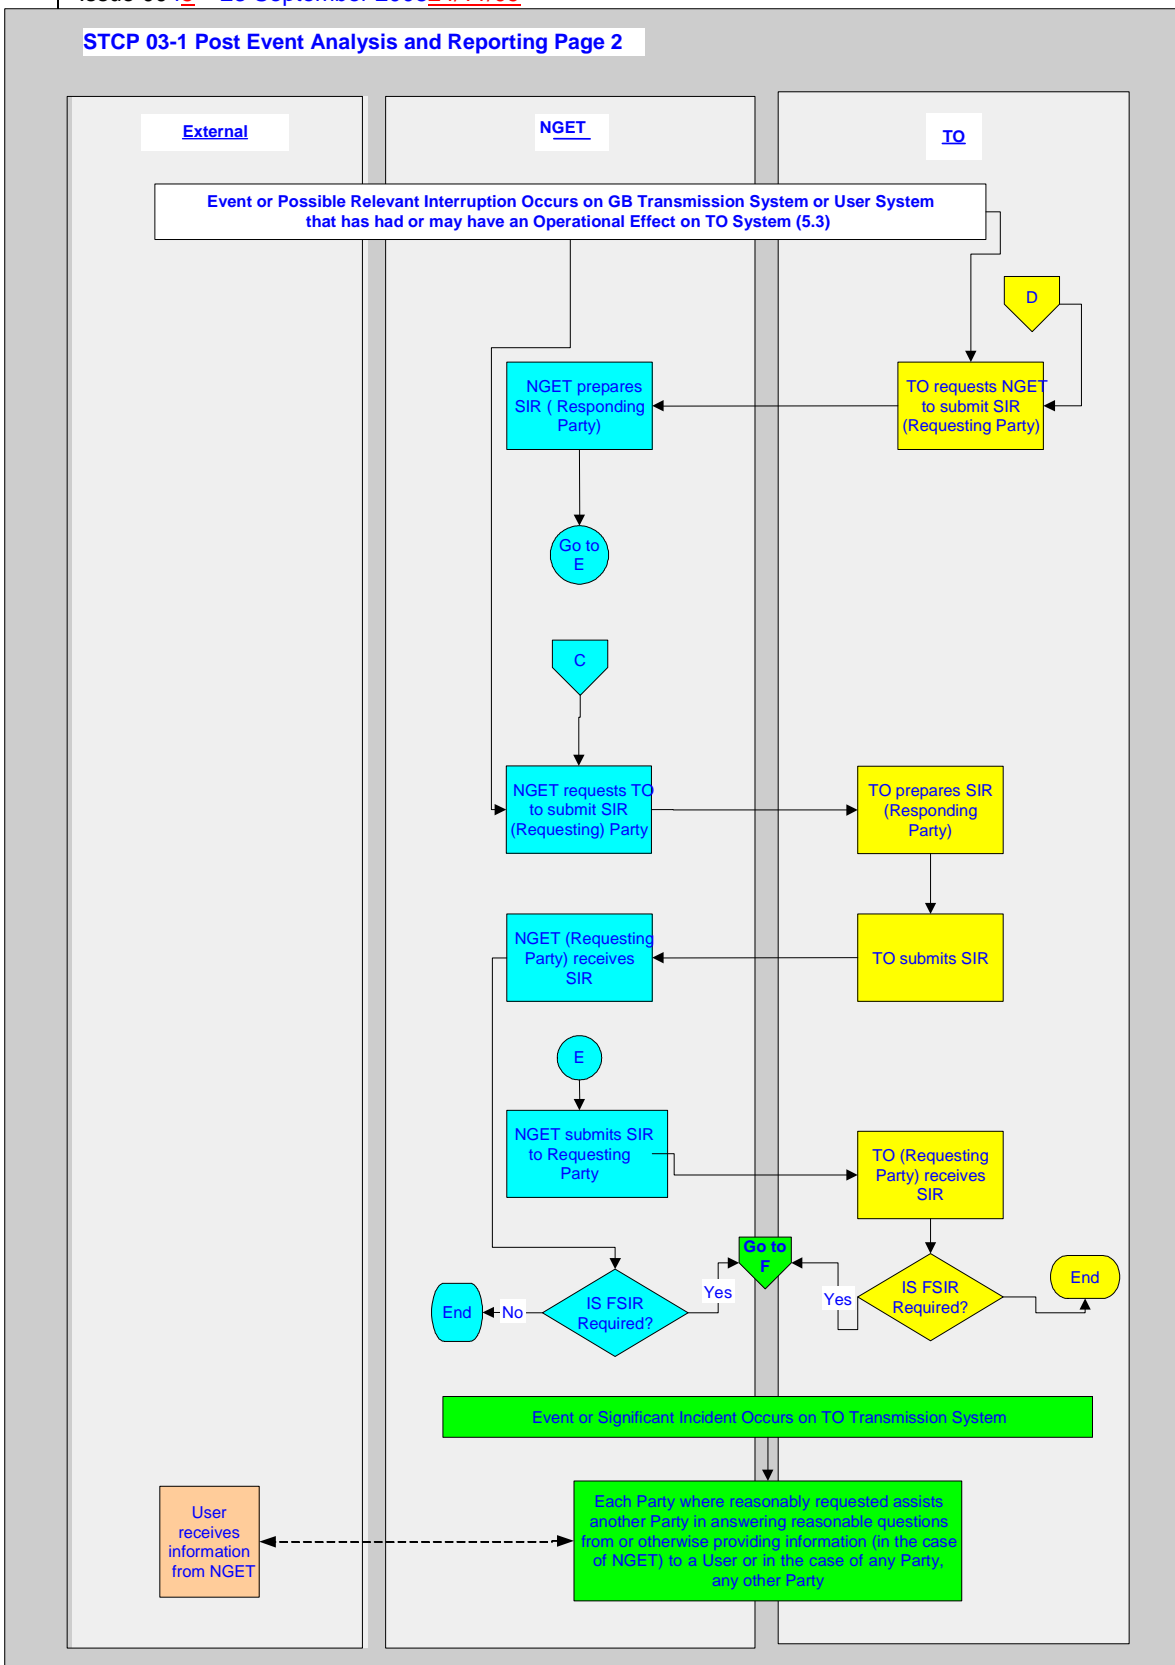 STCP 03-1 Post Event Analysis and Reporting Page 2
External
NGET
TO
Event or Possible Relevant Interruption Occurs on GB Transmission System or User System
that has had or may have an Operational Effect on TO System (5.3)
D
NGET prepares
SIR ( Responding
Party)
TO requests NGET
to submit SIR
(Requesting Party)
Go to
E
C
NGET requests TO
to submit SIR
(Requesting) Party
TO prepares SIR
(Responding
Party)
NGET (Requesting
Party) receives
SIR
TO submits SIR
E
NGET submits SIR
to Requesting
Party
TO (Requesting
Party) receives
SIR
Go to
F
End
No
IS FSIR
Required?
Yes
Yes
IS FSIR
Required?
End
Event or Significant Incident Occurs on TO Transmission System
User
receives
information
from NGET
Each Party where reasonably requested assists
another Party in answering reasonable questions
from or otherwise providing information (in the case
of NGET) to a User or in the case of any Party,
any other Party